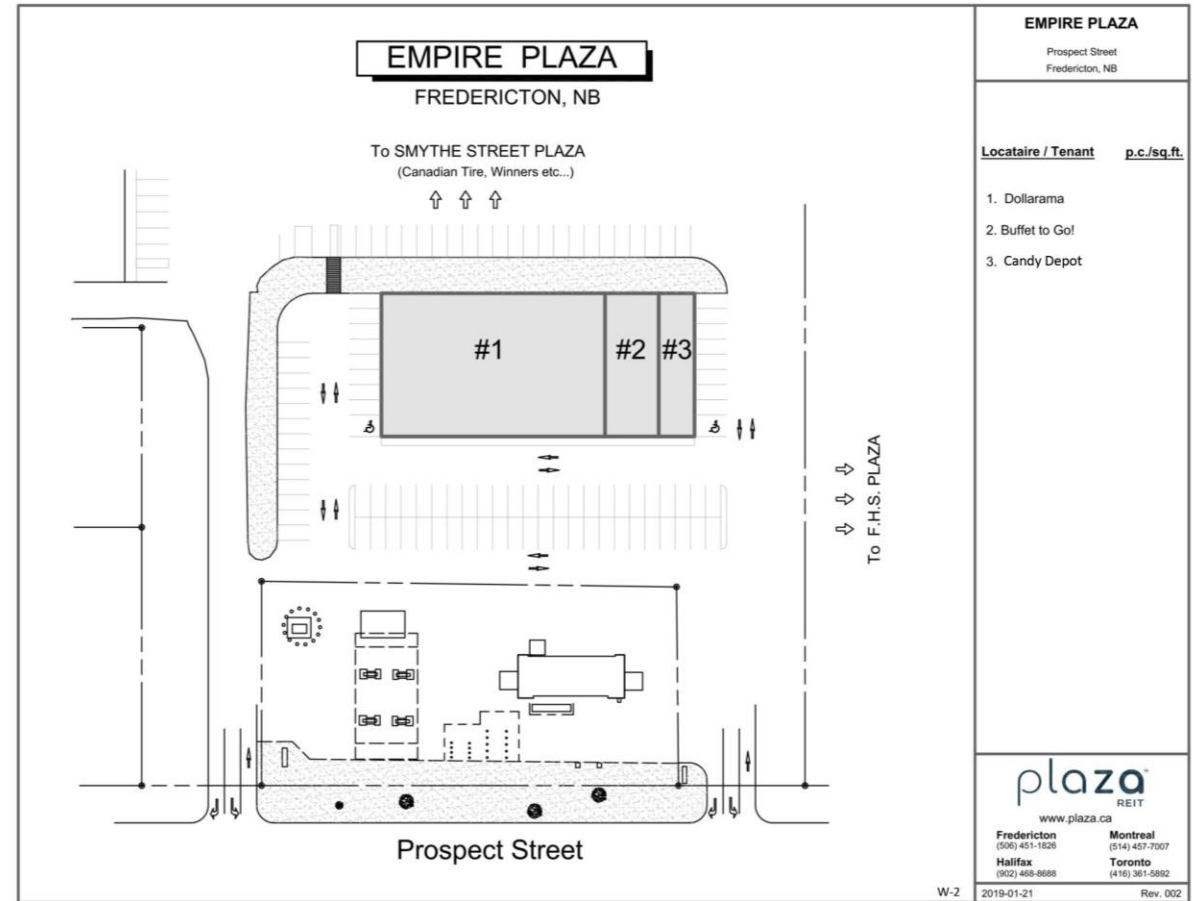 EMPIRE PLAZA
FREDERICTON, NB
To SMYTHE STREET PLAZA
(Canadian Tire, Winners etc...)
#1
#2
#3
To F.H.S. PLAZA
Prospect Street
W-2
EMPIRE PLAZA
Prospect Street
Fredericton, NB
Locataire / Tenant p.c./sq.ft.
1. Dollarama
2. Buffet to Go!
3. Candy Depot
plaza
REIT
www.plaza.ca
Fredericton Montreal
(506) 451-1826 (514) 457-7007
Halifax Toronto
(902) 468-8688 (416) 361-5892
2019-01-21 Rev. 002